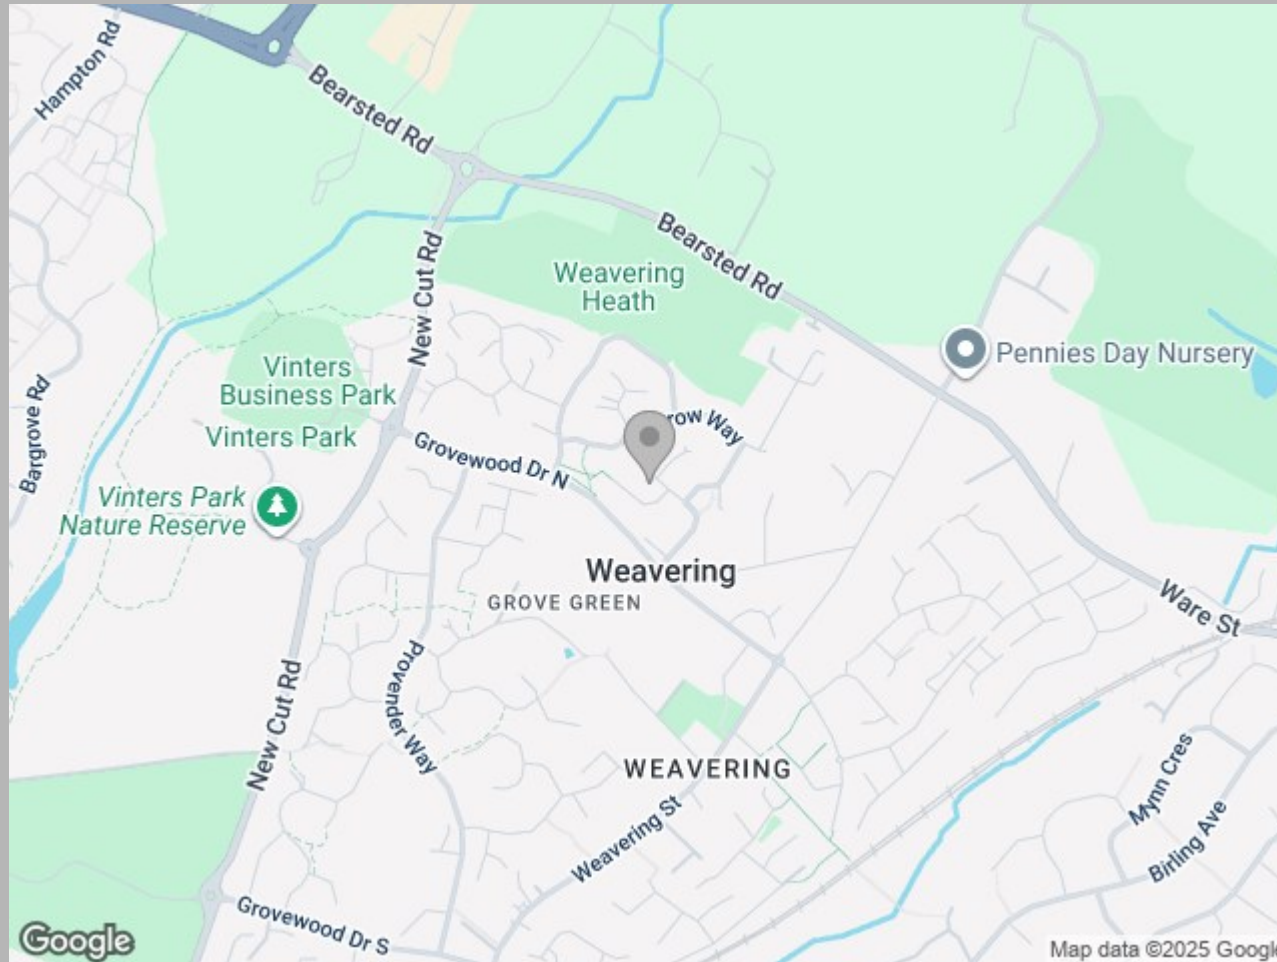 Hampton Rd
Bearsted Rd
Bearsted Rd
New Cut Rd
Weavering
Heath
Pennies Day Nursery
Vinters
Business Park
Vinters Park
Bargrove Rd
row Way
Grovewood Dr N
Vinters Park
Nature Reserve
Weavering
GROVE GREEN
Ware St
Provender Way
New Cut Rd
WEAVERING
Mynn Cres
Weavering St
Birling Ave
Grovewood Dr S
Google
Map data ©2025 Google